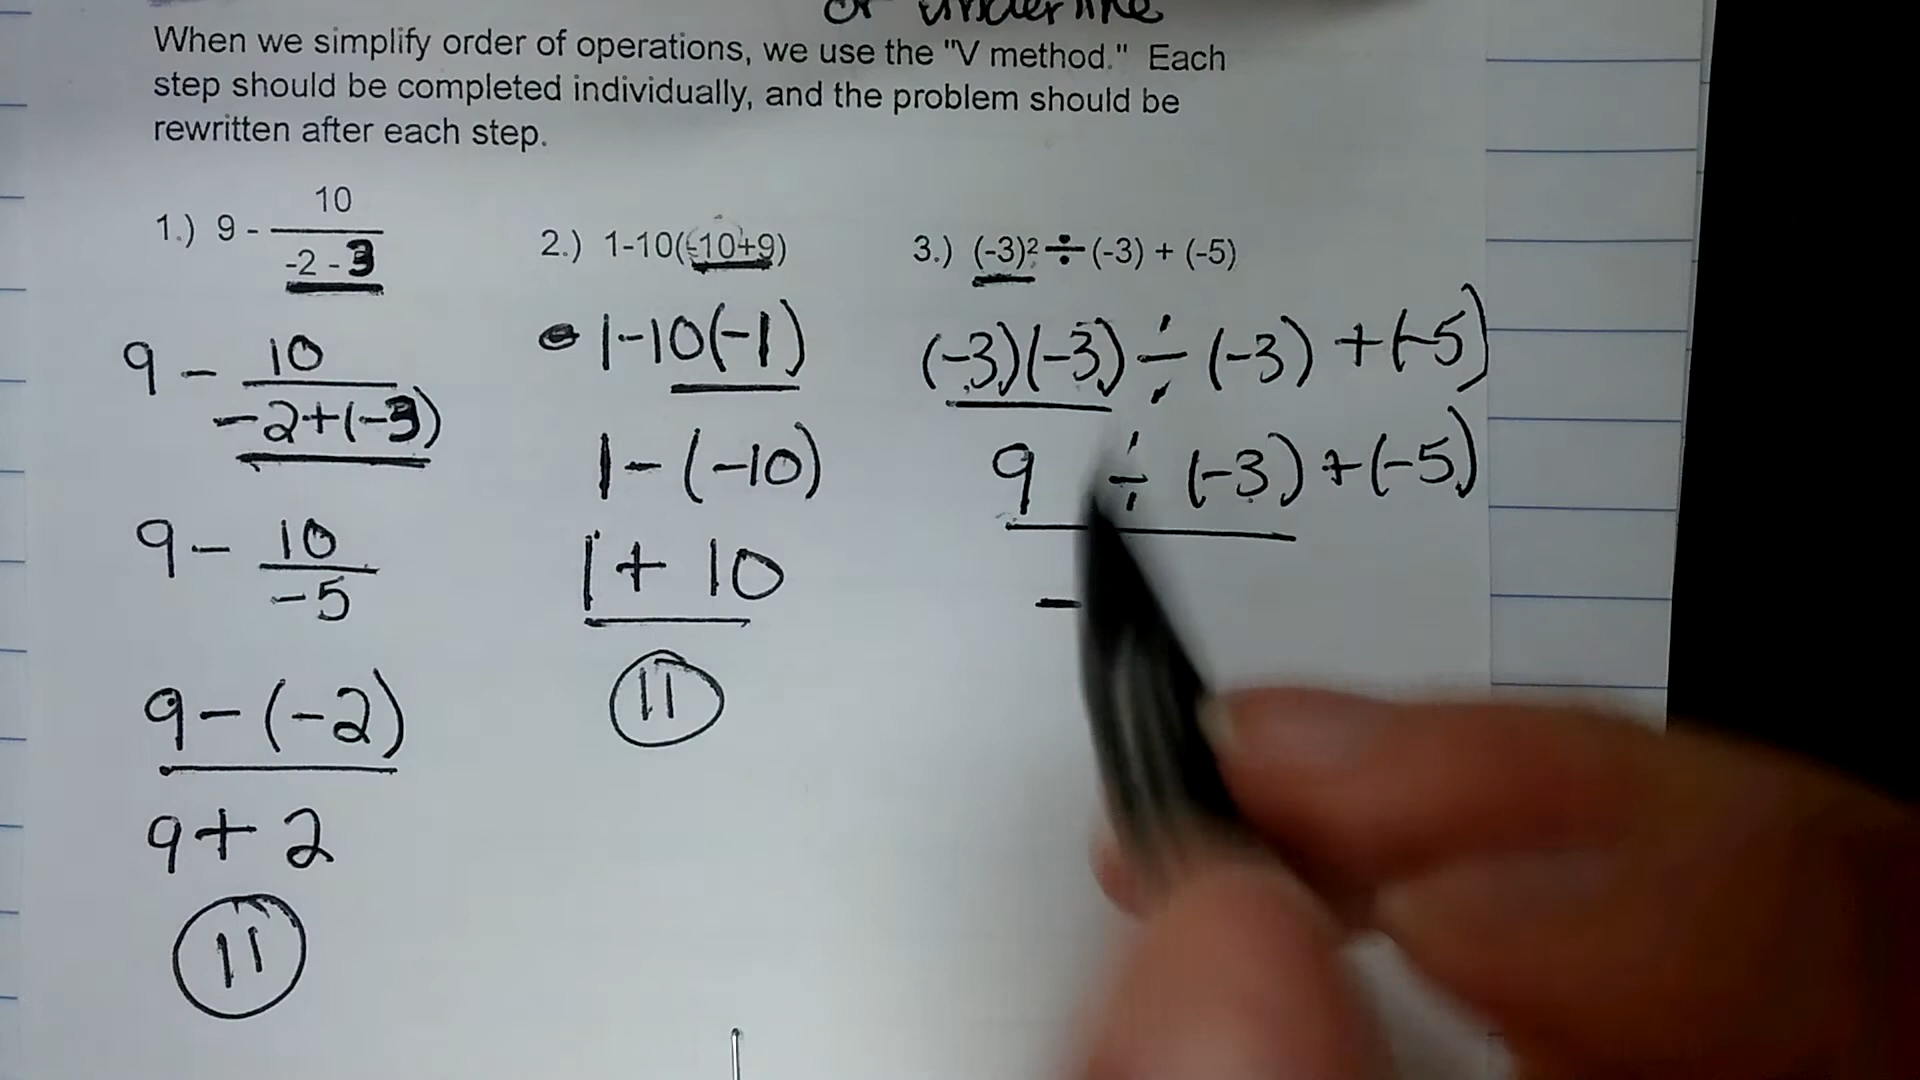 or underline
When we simplify order of operations, we use the "V method." Each
step should be completed individually, and the problem should be
rewritten after each step.
1.) 9 - 10/(-2 - 3)
9 - 10/(-2+(-3))
9 - 10/-5
9 - (-2)
9 + 2
11
2.) 1-10(-10+9)
1-10(-1)
1-(-10)
1 + 10
11
3.) (-3)² ÷ (-3) + (-5)
(-3)(-3) ÷ (-3) + (-5)
9 ÷ (-3) + (-5)
-